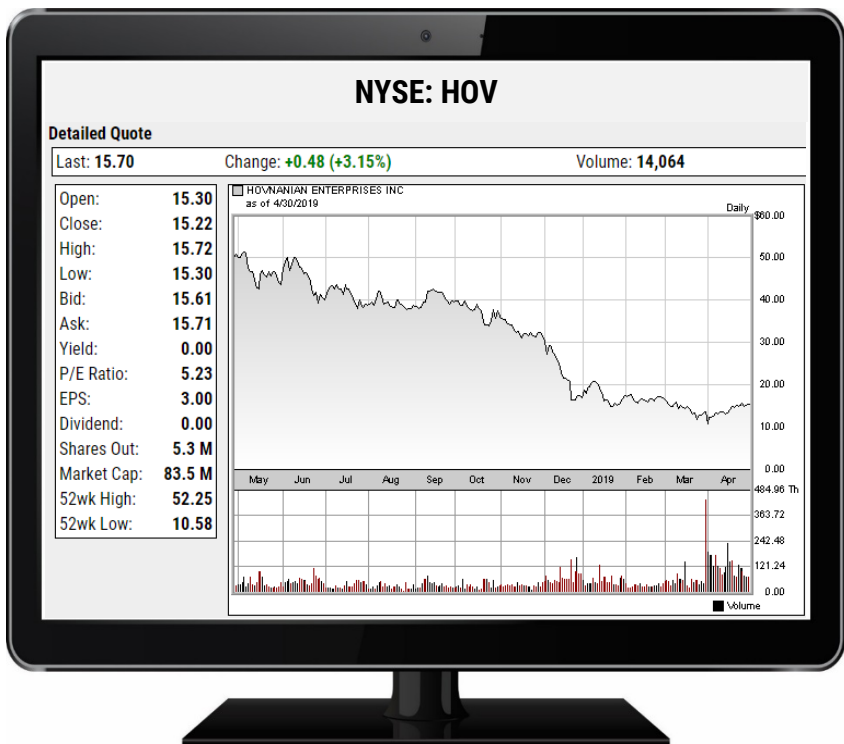 NYSE: HOV
Detailed Quote
Last: 15.70 Change: +0.48 (+3.15%) Volume: 14,064
Open: 15.30
Close: 15.22
High: 15.72
Low: 15.30
Bid: 15.61
Ask: 15.71
Yield: 0.00
P/E Ratio: 5.23
EPS: 3.00
Dividend: 0.00
Shares Out: 5.3 M
Market Cap: 83.5 M
52wk High: 52.25
52wk Low: 10.58
HOVNANIAN ENTERPRISES INC
as of 4/30/2019
Daily
$60.00
50.00
40.00
30.00
20.00
10.00
0.00
May Jun Jul Aug Sep Oct Nov Dec 2019 Feb Mar Apr
484.96 Th
363.72
242.48
121.24
0.00
Volume